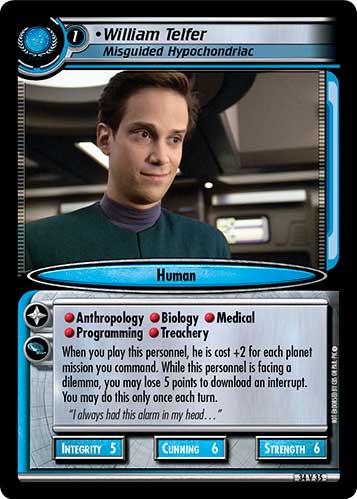 1 •William Telfer
Misguided Hypochondriac
Human
Anthropology Biology Medical
Programming Treachery
When you play this personnel, he is cost +2 for each planet
mission you command. While this personnel is facing a
dilemma, you may lose 5 points to download an interrupt.
You may do this only once each turn.
"I always had this alarm in my head…"
INTEGRITY 5 CUNNING 6 STRENGTH 6
34 V 35